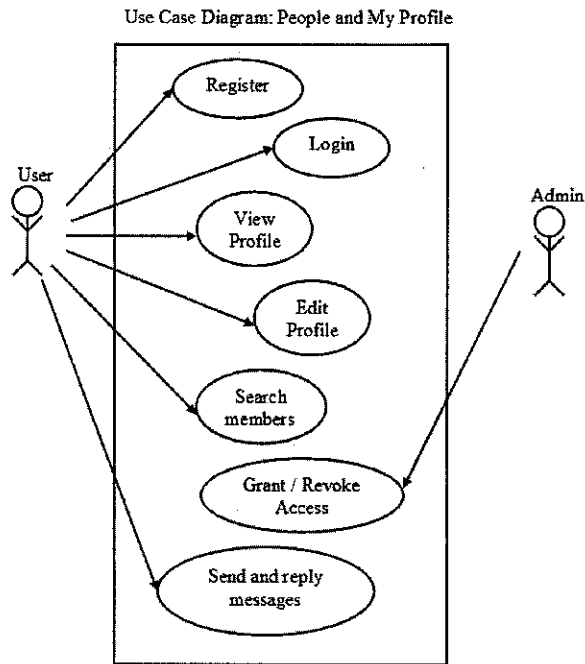 Use Case Diagram: People and My Profile
Register
Login
User
Admin
View
Profile
Edit
Profile
Search
members
Grant / Revoke
Access
Send and reply
messages